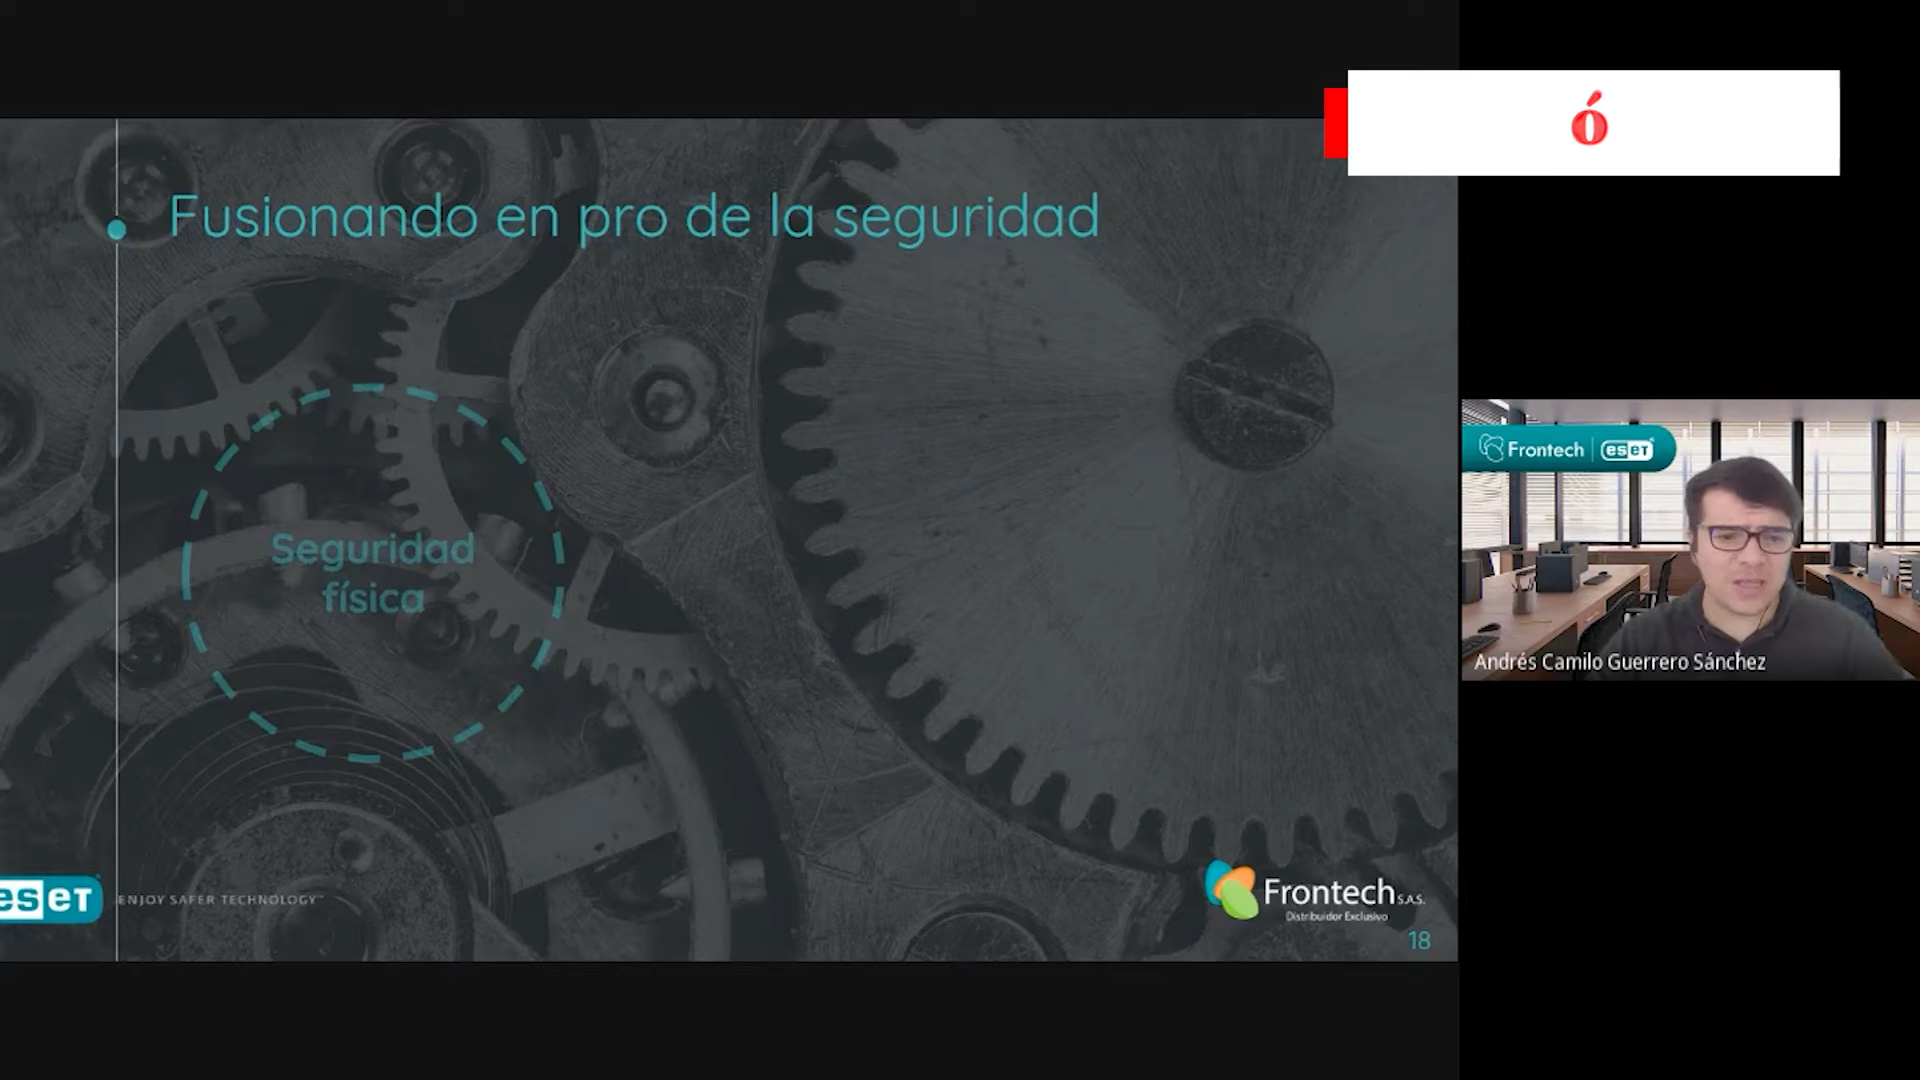 ó
Fusionando en pro de la seguridad
Seguridad
física
Frontech eseT
Andrés Camilo Guerrero Sánchez
eseT ENJOY SAFER TECHNOLOGY™
Frontech S.A.S.
Distribuidor Exclusivo
18